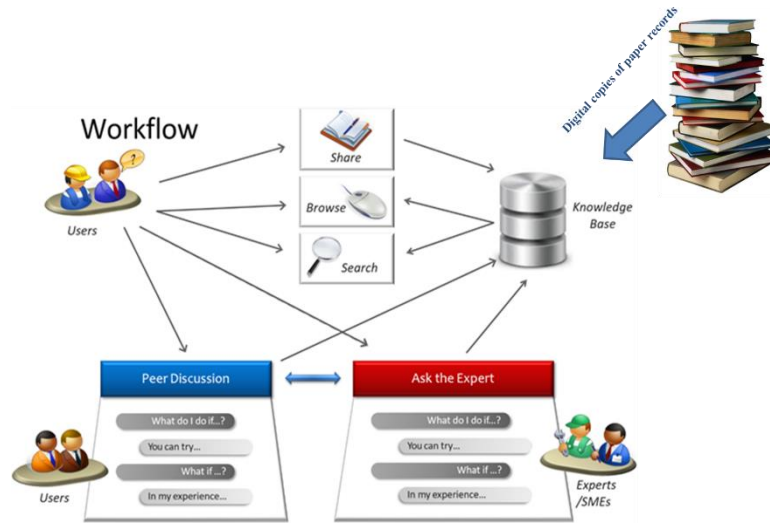 Digital copies of paper records
Workflow
Users
Share
Browse
Search
Knowledge
Base
Peer Discussion
What do I do if...?
You can try...
What if ...?
In my experience...
Users
Ask the Expert
What do I do if...?
You can try...
What if ...?
In my experience...
Experts
/SMEs